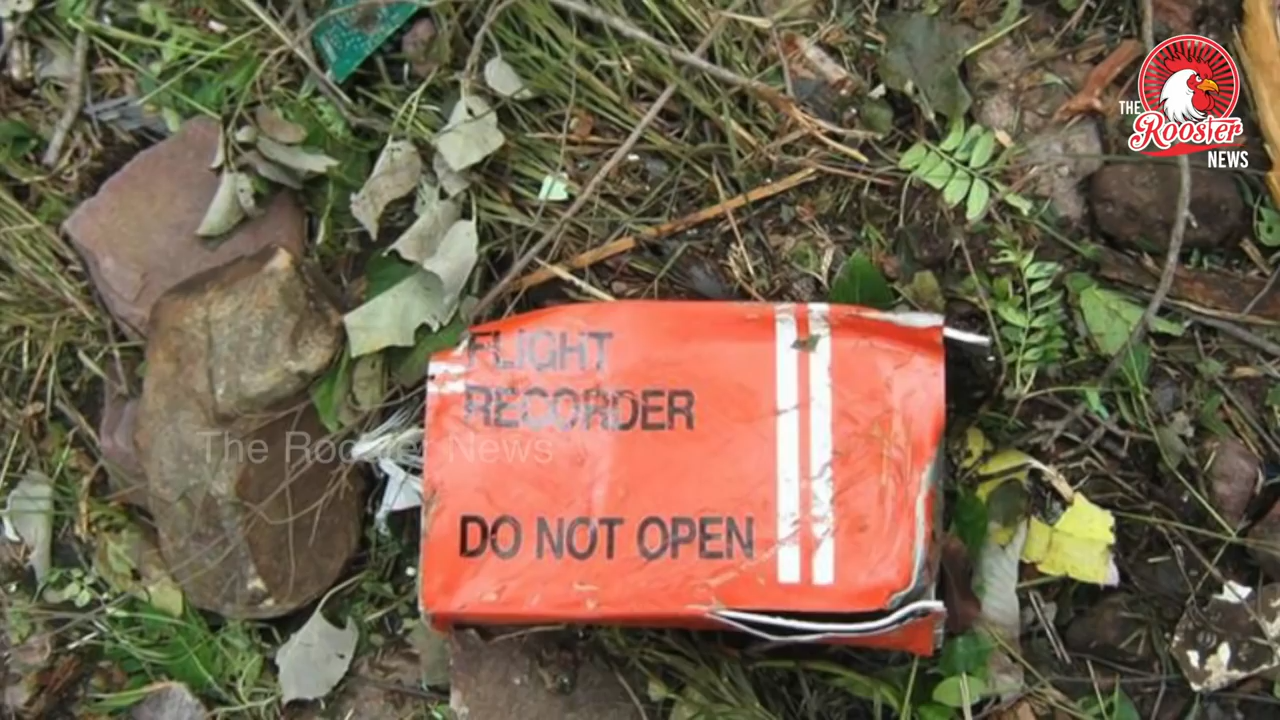 THE
Rooster
NEWS
FLIGHT
RECORDER
The Rooster News
DO NOT OPEN